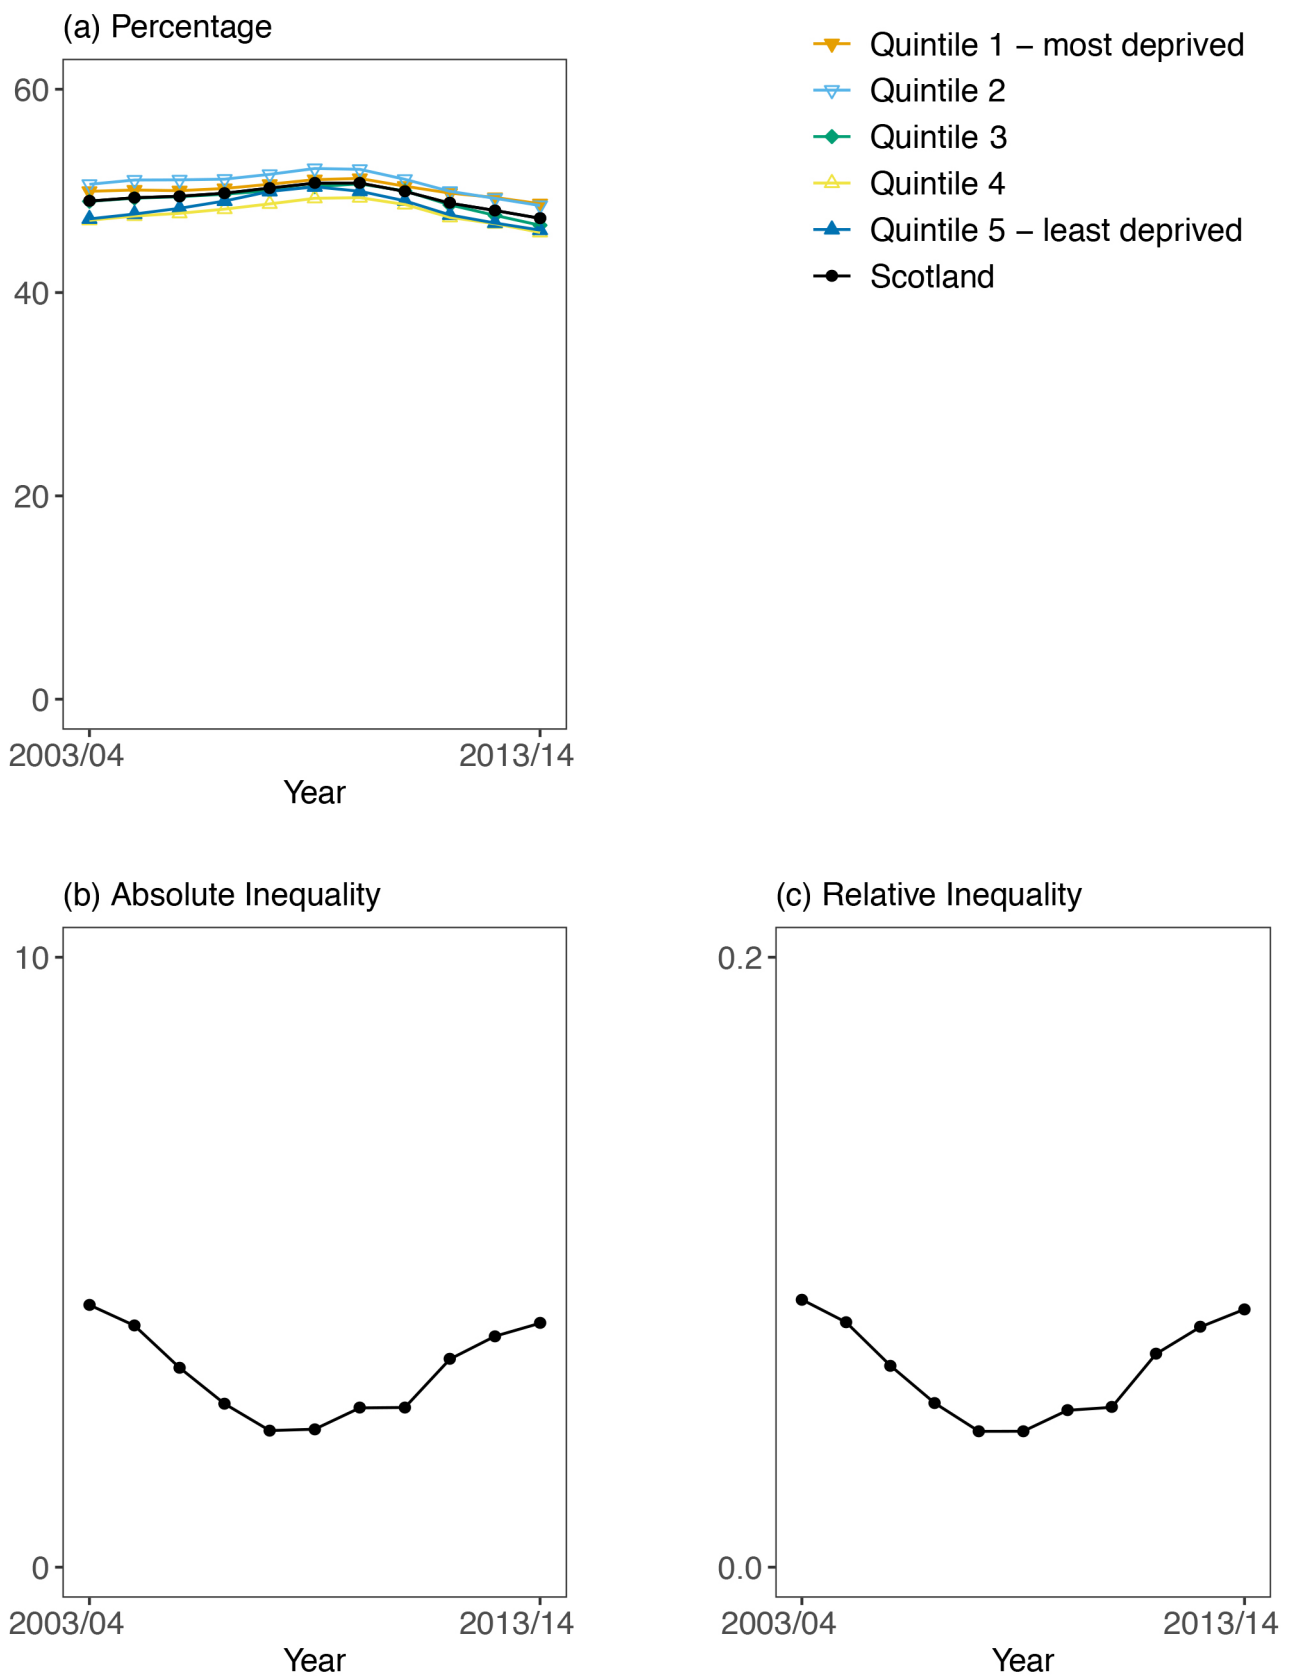 (a) Percentage
60
40
20
0
2003/04
2013/14
Year
Quintile 1 – most deprived
Quintile 2
Quintile 3
Quintile 4
Quintile 5 – least deprived
Scotland
(b) Absolute Inequality
10
0
2003/04
2013/14
Year
(c) Relative Inequality
0.2
0.0
2003/04
2013/14
Year